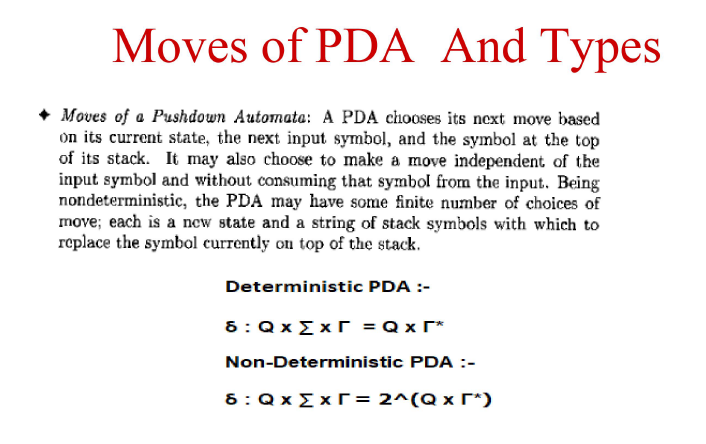 Moves of PDA And Types
✦ Moves of a Pushdown Automata: A PDA chooses its next move based
on its current state, the next input symbol, and the symbol at the top
of its stack. It may also choose to make a move independent of the
input symbol and without consuming that symbol from the input. Being
nondeterministic, the PDA may have some finite number of choices of
move; each is a new state and a string of stack symbols with which to
replace the symbol currently on top of the stack.
Deterministic PDA :-
δ : Q x ∑ x Γ = Q x Γ*
Non-Deterministic PDA :-
δ : Q x ∑ x Γ = 2^(Q x Γ*)